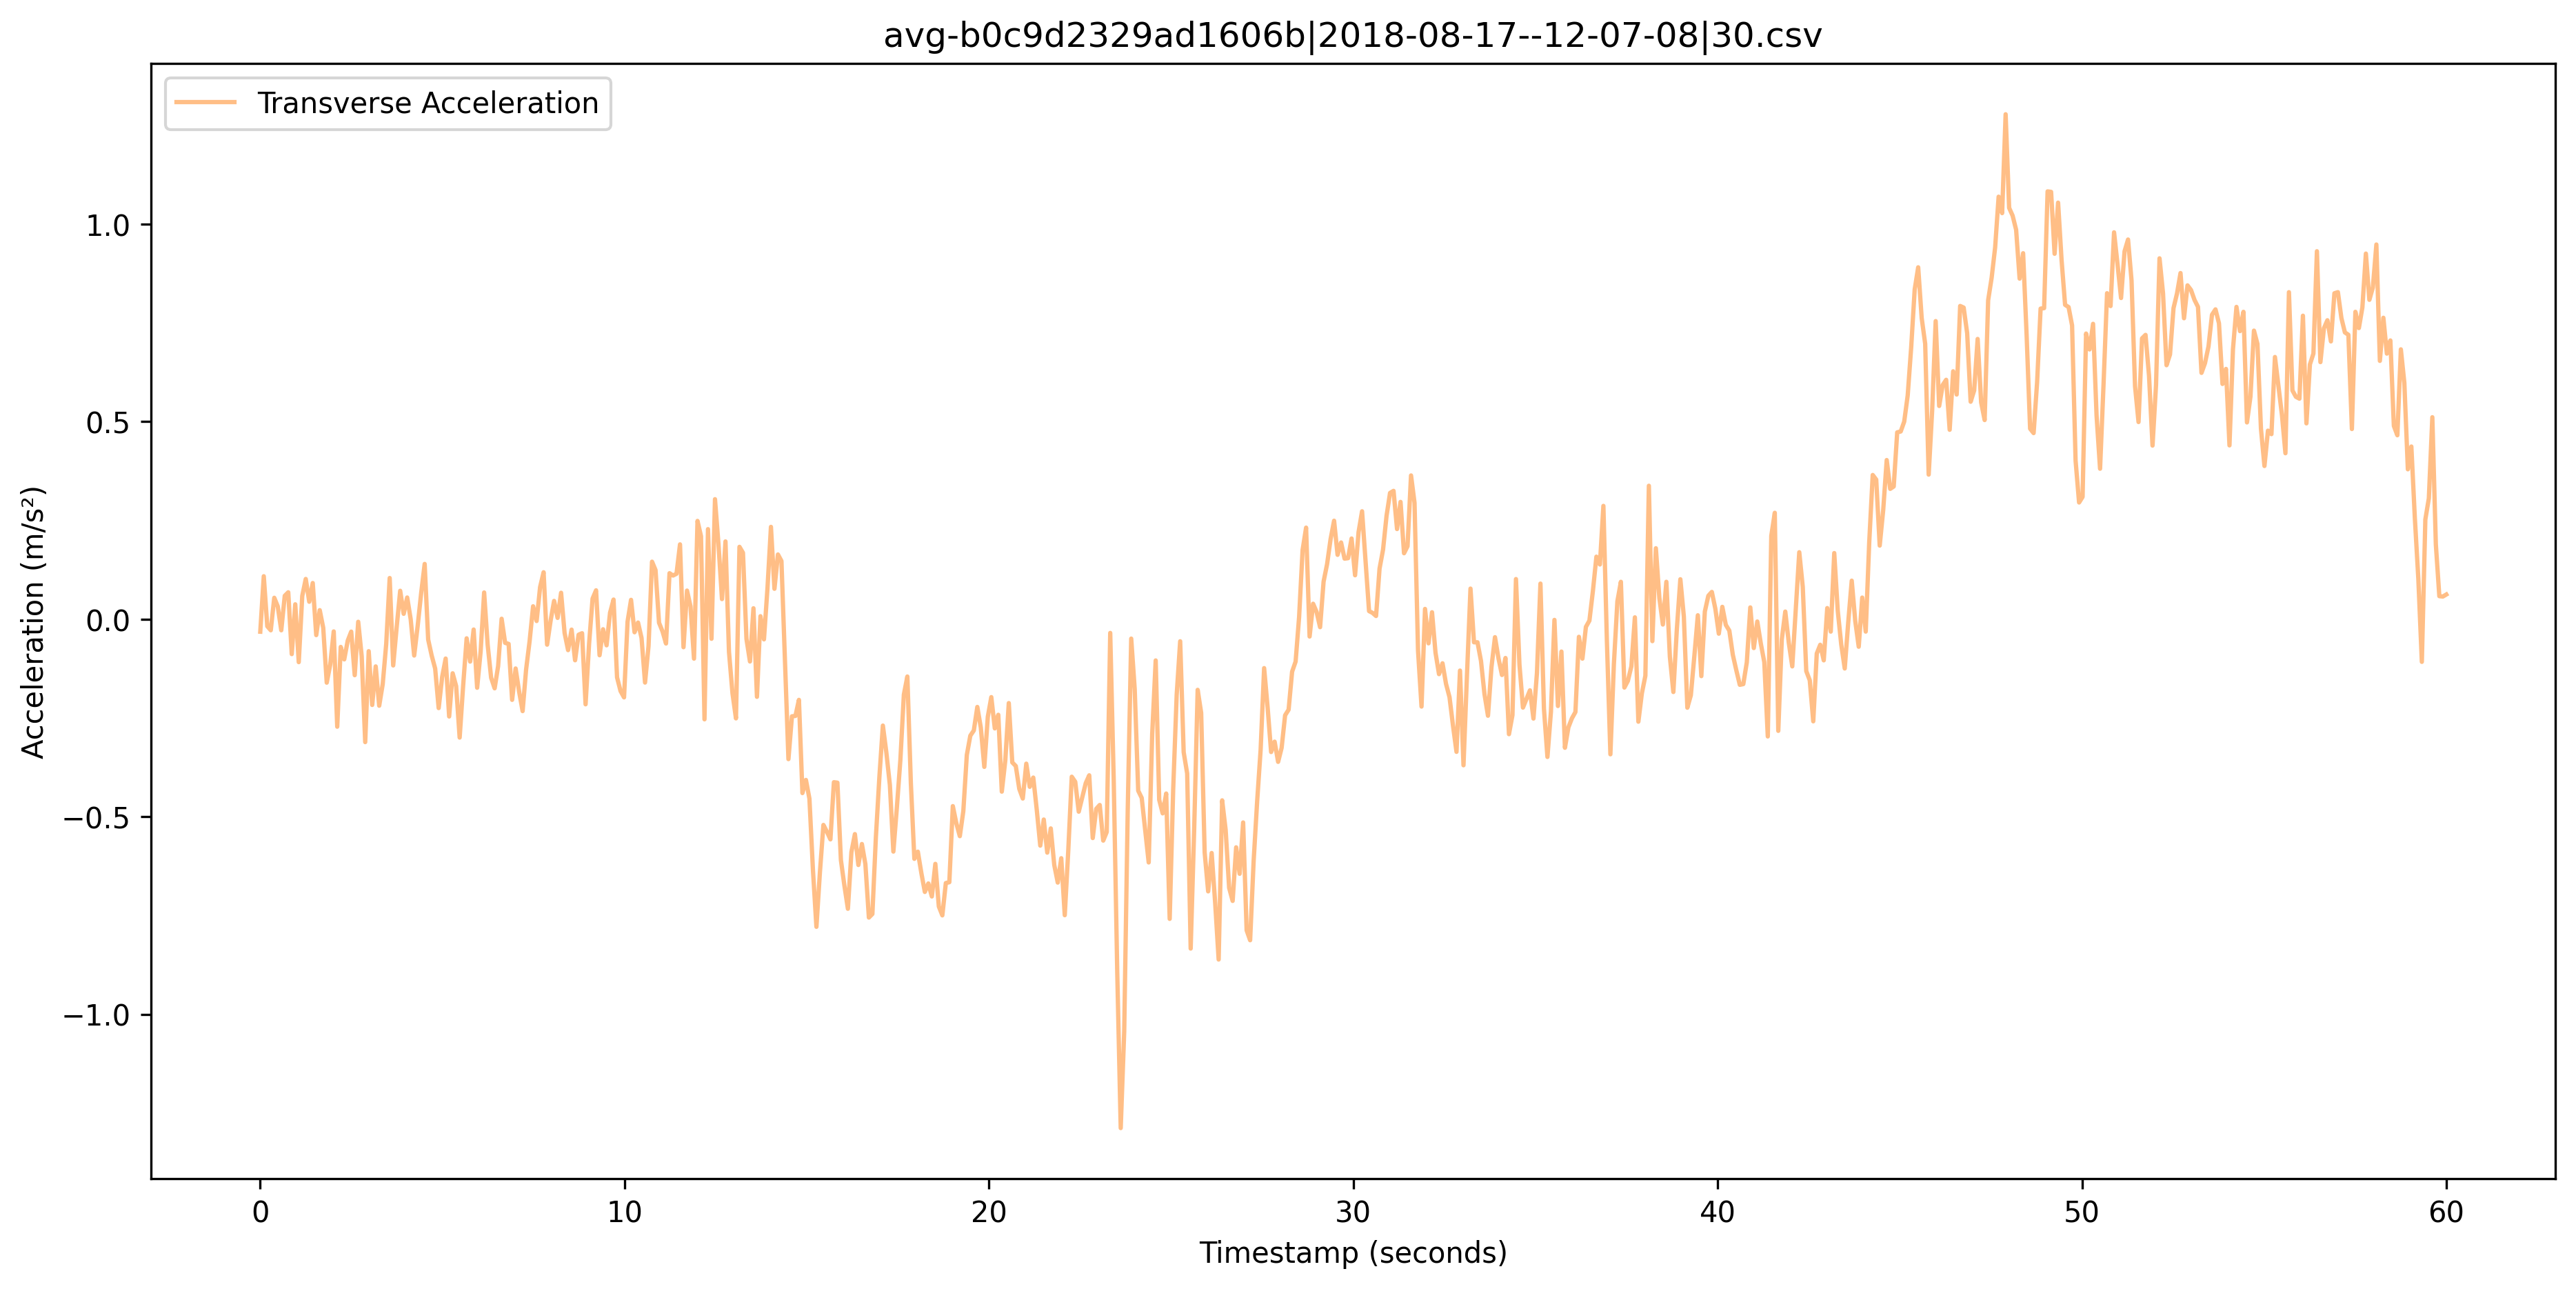 avg-b0c9d2329ad1606b|2018-08-17--12-07-08|30.csv
Transverse Acceleration
Acceleration (m/s²)
1.0
0.5
0.0
−0.5
−1.0
0 10 20 30 40 50 60
Timestamp (seconds)